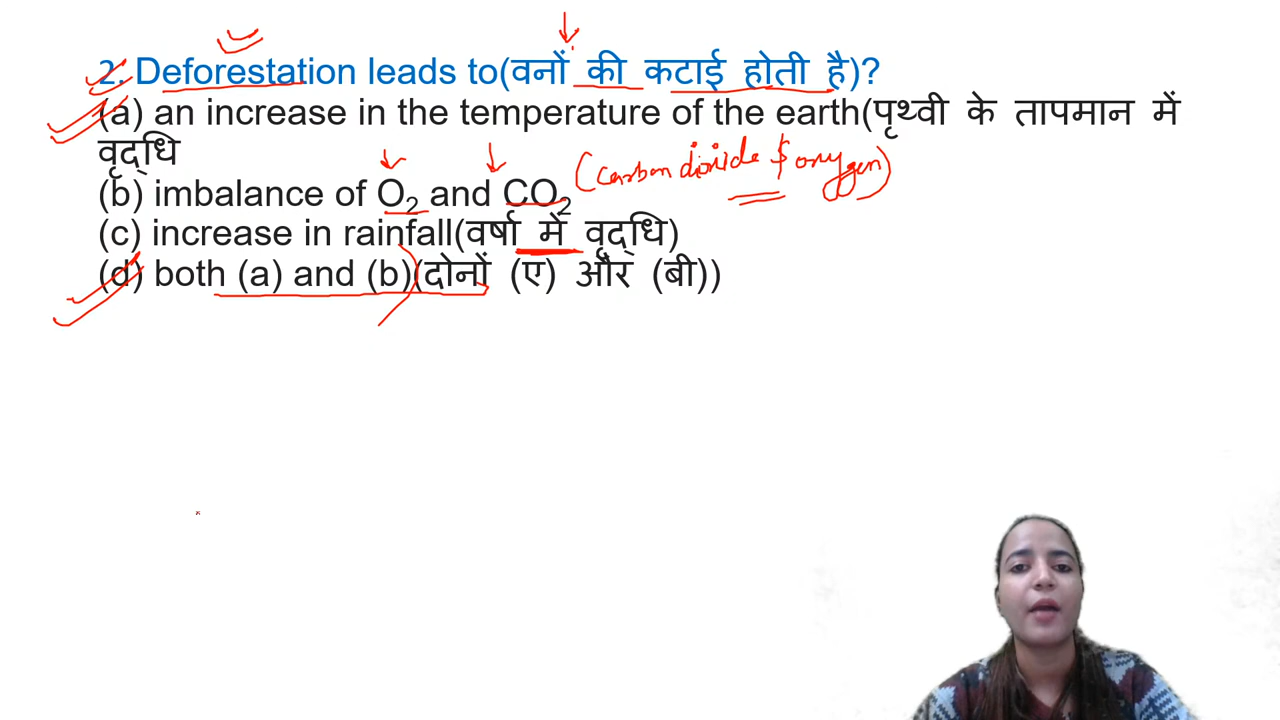 2. Deforestation leads to(वनों की कटाई होती है)?
(a) an increase in the temperature of the earth(पृथ्वी के तापमान में
वृद्धि
(b) imbalance of O₂ and CO₂ (carbon dioxide & oxygen)
(c) increase in rainfall(वर्षा में वृद्धि)
(d) both (a) and (b)(दोनों (ए) और (बी))